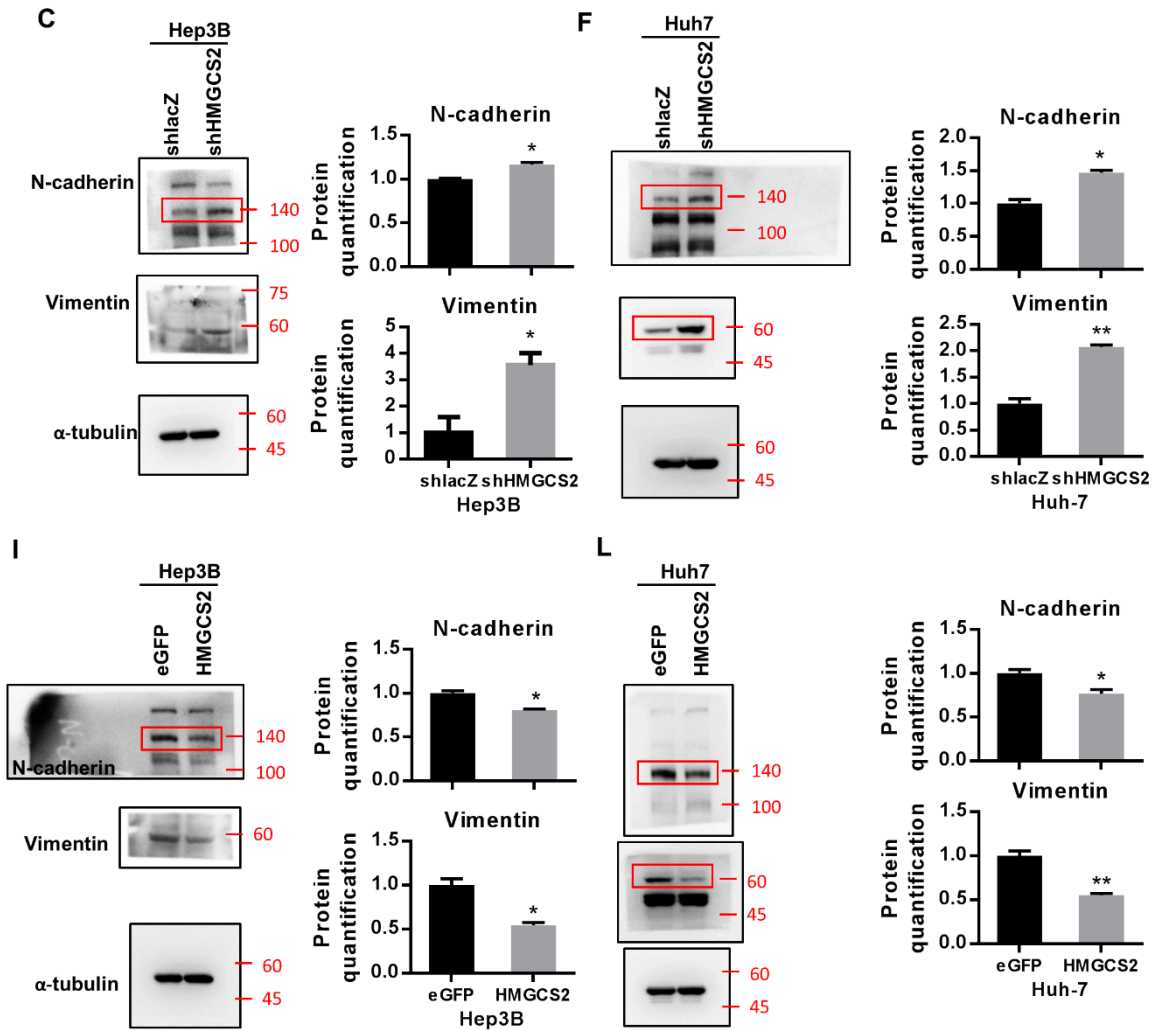 C
Hep3B
shlacZ
shHMGCS2
N-cadherin
140
100
Vimentin
75
60
α-tubulin
60
45
N-cadherin
Protein
quantification
1.5
1.0
0.5
0.0
*
Vimentin
Protein
quantification
5
4
3
2
1
0
*
shlacZ shHMGCS2
Hep3B
F
Huh7
shlacZ
shHMGCS2
140
100
60
45
60
45
N-cadherin
Protein
quantification
2.0
1.5
1.0
0.5
0.0
*
Vimentin
Protein
quantification
2.5
2.0
1.5
1.0
0.5
0.0
**
shlacZ shHMGCS2
Huh-7
I
Hep3B
eGFP
HMGCS2
N-cadherin
140
100
Vimentin
60
α-tubulin
60
45
N-cadherin
Protein
quantification
1.5
1.0
0.5
0.0
*
Vimentin
Protein
quantification
1.5
1.0
0.5
0.0
*
eGFP HMGCS2
Hep3B
L
Huh7
eGFP
HMGCS2
140
100
60
45
60
45
N-cadherin
Protein
quantification
1.5
1.0
0.5
0.0
*
Vimentin
Protein
quantification
1.5
1.0
0.5
0.0
**
eGFP HMGCS2
Huh-7